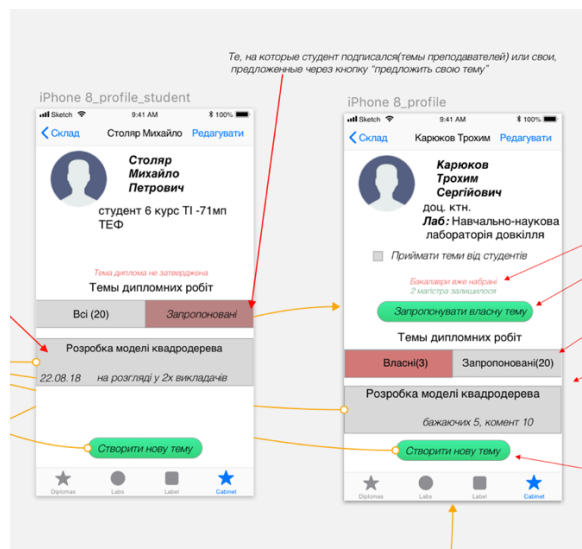 Те, на которые студент подписался(темы преподавателей) или свои,
предложенные через кнопку "предложить свою тему"
iPhone 8_profile_student
Sketch 9:41 AM 100%
Склад Столяр Михайло Редагувати
Столяр
Михайло
Петрович
студент 6 курс ТІ -71мп
ТЕФ
Тема диплома не затверджена
Темы дипломних робіт
Всі (20) Запропоновані
Розробка моделі квадродерева
22.08.18 на розгляді у 2х викладачів
Створити нову тему
Diplomas Labs Label Cabinet
iPhone 8_profile
Sketch 9:41 AM 100%
Склад Карюков Трохим Редагувати
Карюков
Трохим
Сергійович
доц. ктн.
Лаб: Навчально-наукова
лабораторія довкілля
Приймати теми від студентів
Бакалаври вже набрані
2 магістра залишилося
Запропонувати власну тему
Темы дипломних робіт
Власні(3) Запропоновані(20)
Розробка моделі квадродерева
бажаючих 5, комент 10
Створити нову тему
Diplomas Labs Label Cabinet